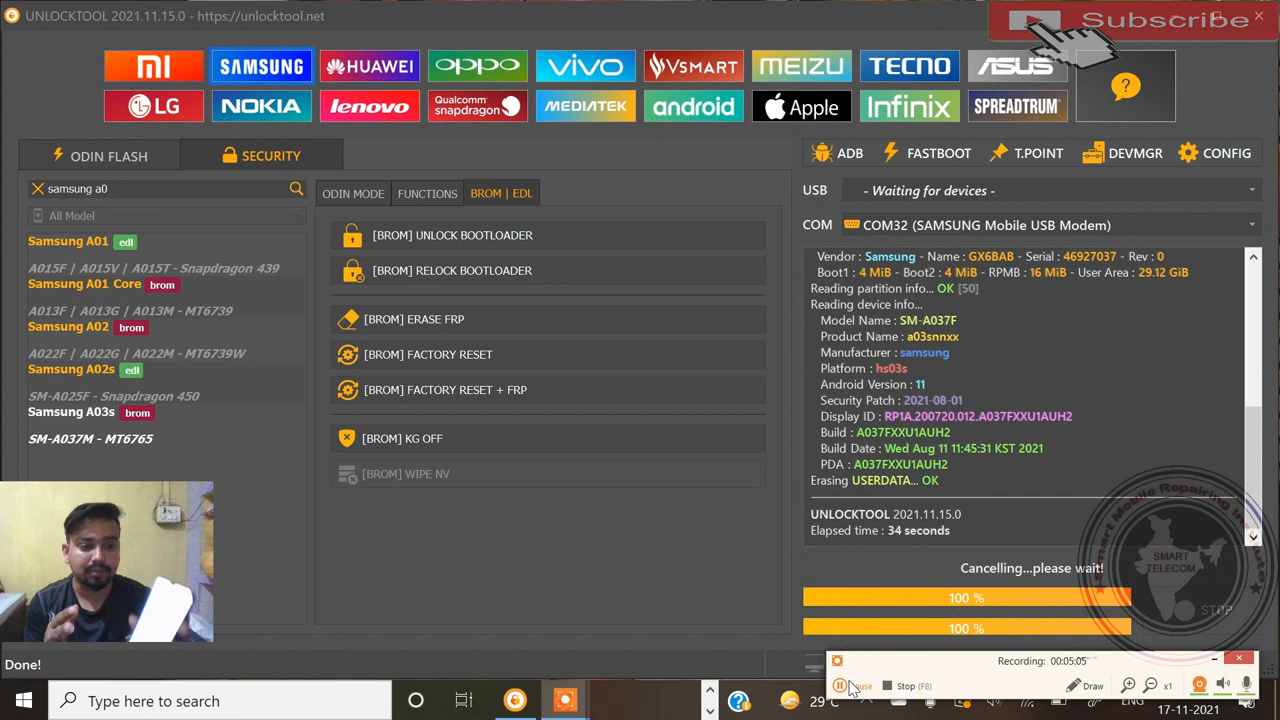 UNLOCKTOOL 2021.11.15.0 - https://unlocktool.net
Subscribe
MI
SAMSUNG
HUAWEI
OPPO
vivo
VSMART
MEIZU
TECNO
ASUS
LG
NOKIA
lenovo
Qualcomm
snapdragon
MEDIATEK
android
Apple
Infinix
SPREADTRUM
?
ODIN FLASH
SECURITY
ADB
FASTBOOT
T.POINT
DEVMGR
CONFIG
samsung a0
All Model
Samsung A01 edl
A015F | A015V | A015T - Snapdragon 439
Samsung A01 Core brom
A013F | A013G | A013M - MT6739
Samsung A02 brom
A022F | A022G | A022M - MT6739W
Samsung A02s edl
SM-A025F - Snapdragon 450
Samsung A03s brom
SM-A037M - MT6765
ODIN MODE
FUNCTIONS
BROM | EDL
[BROM] UNLOCK BOOTLOADER
[BROM] RELOCK BOOTLOADER
[BROM] ERASE FRP
[BROM] FACTORY RESET
[BROM] FACTORY RESET + FRP
[BROM] KG OFF
[BROM] WIPE NV
USB - Waiting for devices -
COM COM32 (SAMSUNG Mobile USB Modem)
Vendor : Samsung - Name : GX6BAB - Serial : 46927037 - Rev : 0
Boot1 : 4 MiB - Boot2 : 4 MiB - RPMB : 16 MiB - User Area : 29.12 GiB
Reading partition info... OK [50]
Reading device info...
Model Name : SM-A037F
Product Name : a03snnxx
Manufacturer : samsung
Platform : hs03s
Android Version : 11
Security Patch : 2021-08-01
Display ID : RP1A.200720.012.A037FXXU1AUH2
Build : A037FXXU1AUH2
Build Date : Wed Aug 11 11:45:31 KST 2021
PDA : A037FXXU1AUH2
Erasing USERDATA... OK
UNLOCKTOOL 2021.11.15.0
Elapsed time : 34 seconds
Cancelling...please wait!
100 %
100 %
STOP
Smart Mobile Repairing
SMART
TELECOM
Done!
Recording: 00:05:05
Stop (F8)
Draw
x1
Type here to search
29°C
ENG
17-11-2021